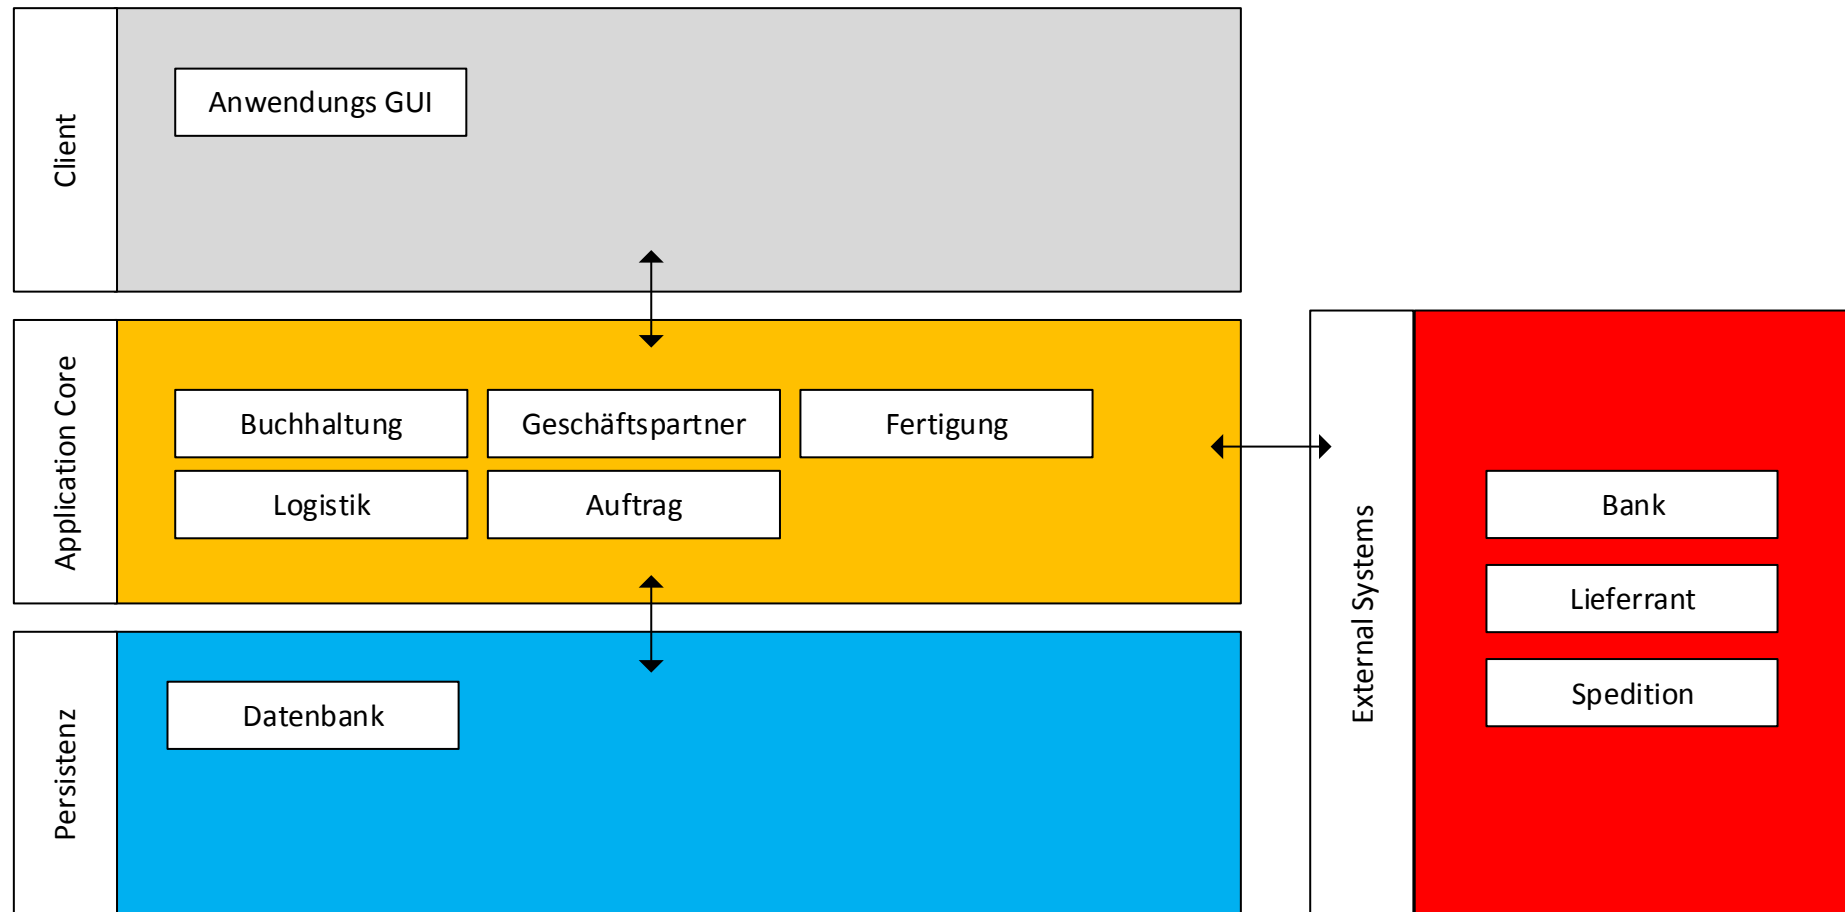 Client
Anwendungs GUI
Application Core
Buchhaltung
Geschäftspartner
Fertigung
Logistik
Auftrag
Persistenz
Datenbank
External Systems
Bank
Lieferrant
Spedition